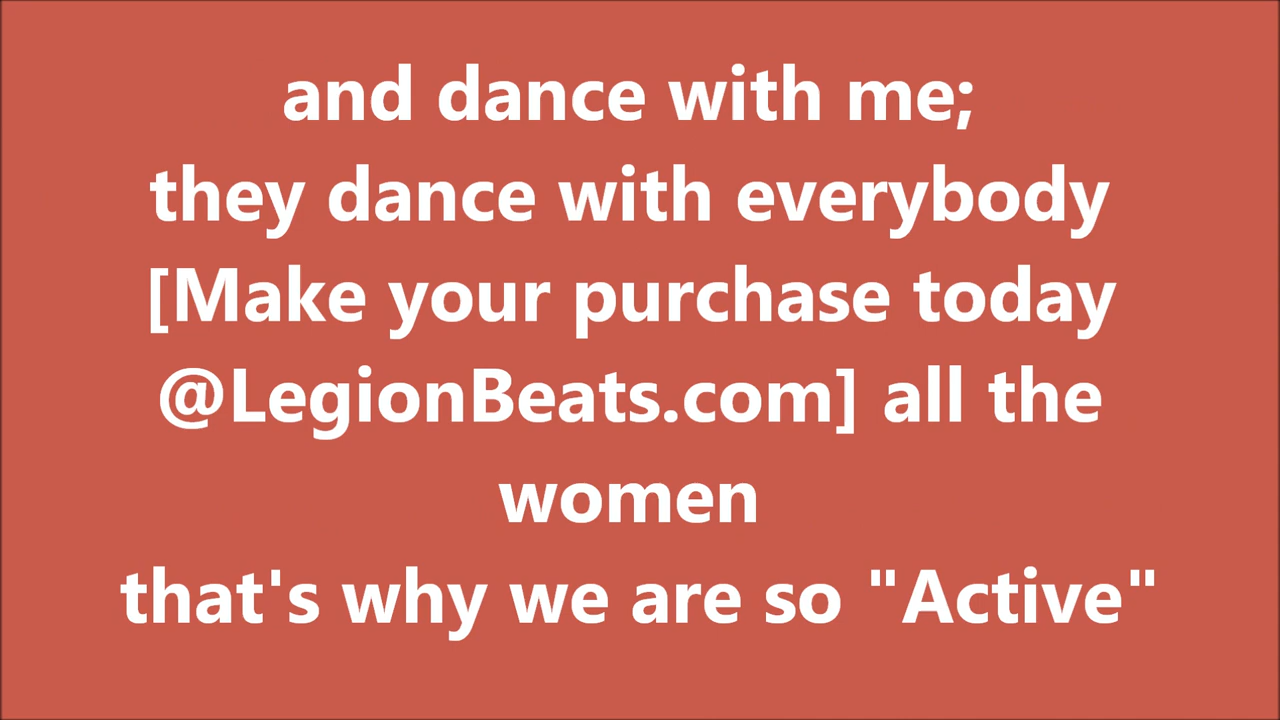 and dance with me;
they dance with everybody
[Make your purchase today
@LegionBeats.com] all the
women
that's why we are so "Active"